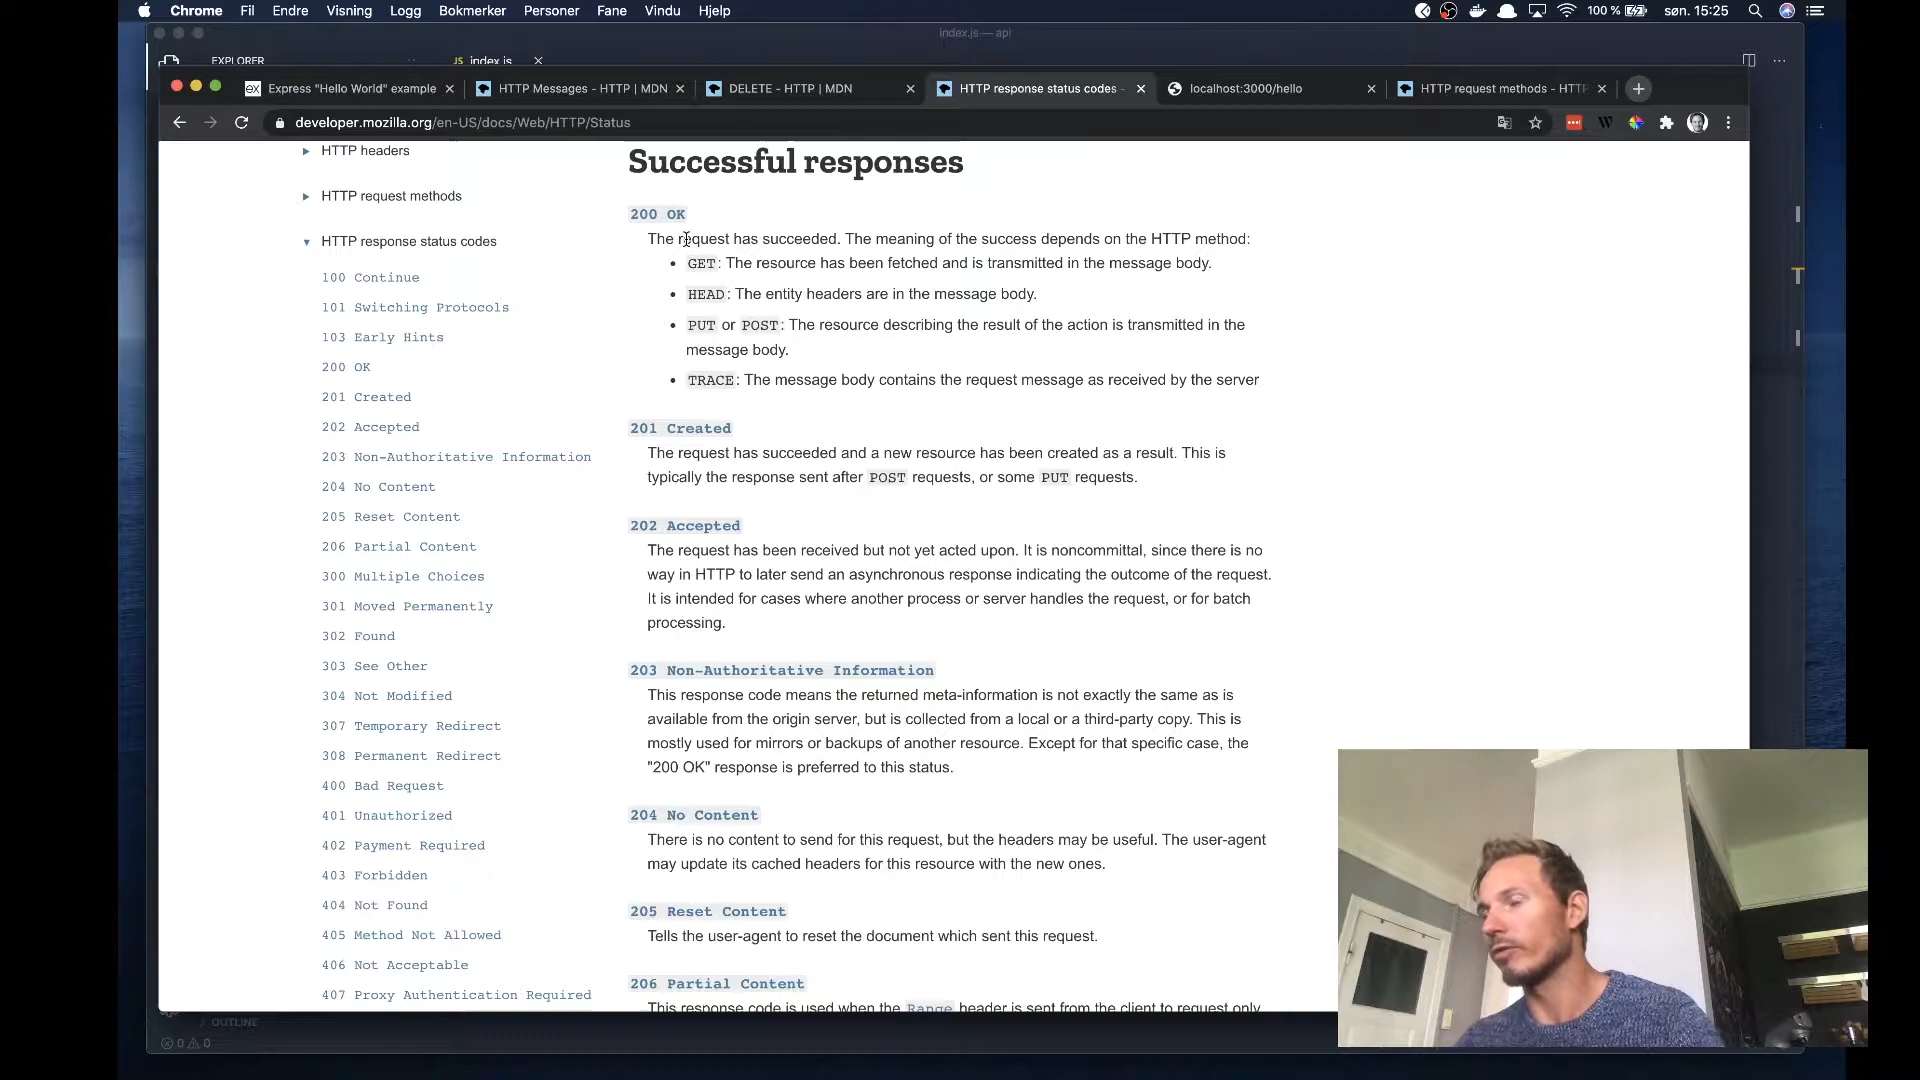 Chrome Fil Endre Visning Logg Bokmerker Personer Fane Vindu Hjelp 100 % søn. 15:25
index.js — api
EXPLORER JS index.js
Express "Hello World" example HTTP Messages - HTTP | MDN DELETE - HTTP | MDN HTTP response status codes - localhost:3000/hello HTTP request methods - HTTP
developer.mozilla.org/en-US/docs/Web/HTTP/Status
HTTP headers
HTTP request methods
HTTP response status codes
100 Continue
101 Switching Protocols
103 Early Hints
200 OK
201 Created
202 Accepted
203 Non-Authoritative Information
204 No Content
205 Reset Content
206 Partial Content
300 Multiple Choices
301 Moved Permanently
302 Found
303 See Other
304 Not Modified
307 Temporary Redirect
308 Permanent Redirect
400 Bad Request
401 Unauthorized
402 Payment Required
403 Forbidden
404 Not Found
405 Method Not Allowed
406 Not Acceptable
407 Proxy Authentication Required
Successful responses
200 OK
The request has succeeded. The meaning of the success depends on the HTTP method:
• GET: The resource has been fetched and is transmitted in the message body.
• HEAD: The entity headers are in the message body.
• PUT or POST: The resource describing the result of the action is transmitted in the
message body.
• TRACE: The message body contains the request message as received by the server
201 Created
The request has succeeded and a new resource has been created as a result. This is
typically the response sent after POST requests, or some PUT requests.
202 Accepted
The request has been received but not yet acted upon. It is noncommittal, since there is no
way in HTTP to later send an asynchronous response indicating the outcome of the request.
It is intended for cases where another process or server handles the request, or for batch
processing.
203 Non-Authoritative Information
This response code means the returned meta-information is not exactly the same as is
available from the origin server, but is collected from a local or a third-party copy. This is
mostly used for mirrors or backups of another resource. Except for that specific case, the
"200 OK" response is preferred to this status.
204 No Content
There is no content to send for this request, but the headers may be useful. The user-agent
may update its cached headers for this resource with the new ones.
205 Reset Content
Tells the user-agent to reset the document which sent this request.
206 Partial Content
This response code is used when the Range header is sent from the client to request only
OUTLINE
0 0